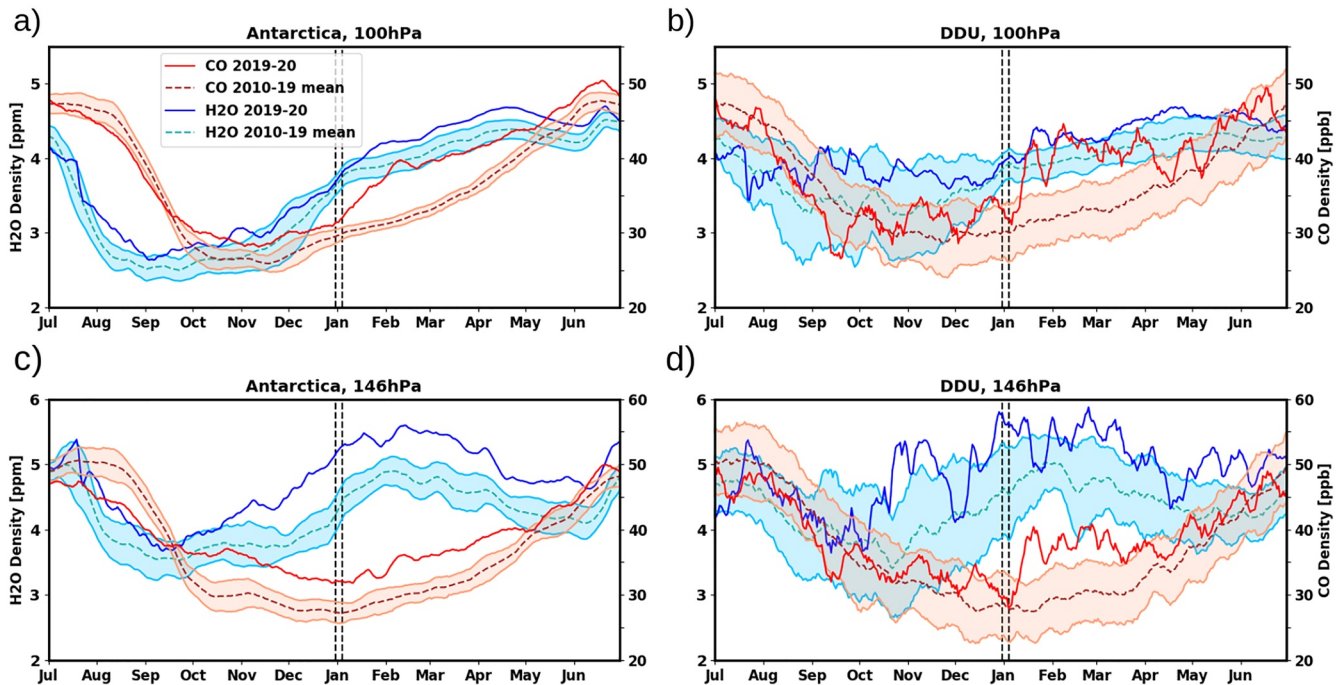 a)
Antarctica, 100hPa
CO 2019-20
CO 2010-19 mean
H2O 2019-20
H2O 2010-19 mean
H2O Density [ppm]
5
4
3
2
50
40
30
20
Jul Aug Sep Oct Nov Dec Jan Feb Mar Apr May Jun
b)
DDU, 100hPa
5
4
3
2
50
40
30
20
CO Density [ppb]
Jul Aug Sep Oct Nov Dec Jan Feb Mar Apr May Jun
c)
Antarctica, 146hPa
H2O Density [ppm]
6
5
4
3
2
60
50
40
30
20
Jul Aug Sep Oct Nov Dec Jan Feb Mar Apr May Jun
d)
DDU, 146hPa
6
5
4
3
2
60
50
40
30
20
CO Density [ppb]
Jul Aug Sep Oct Nov Dec Jan Feb Mar Apr May Jun